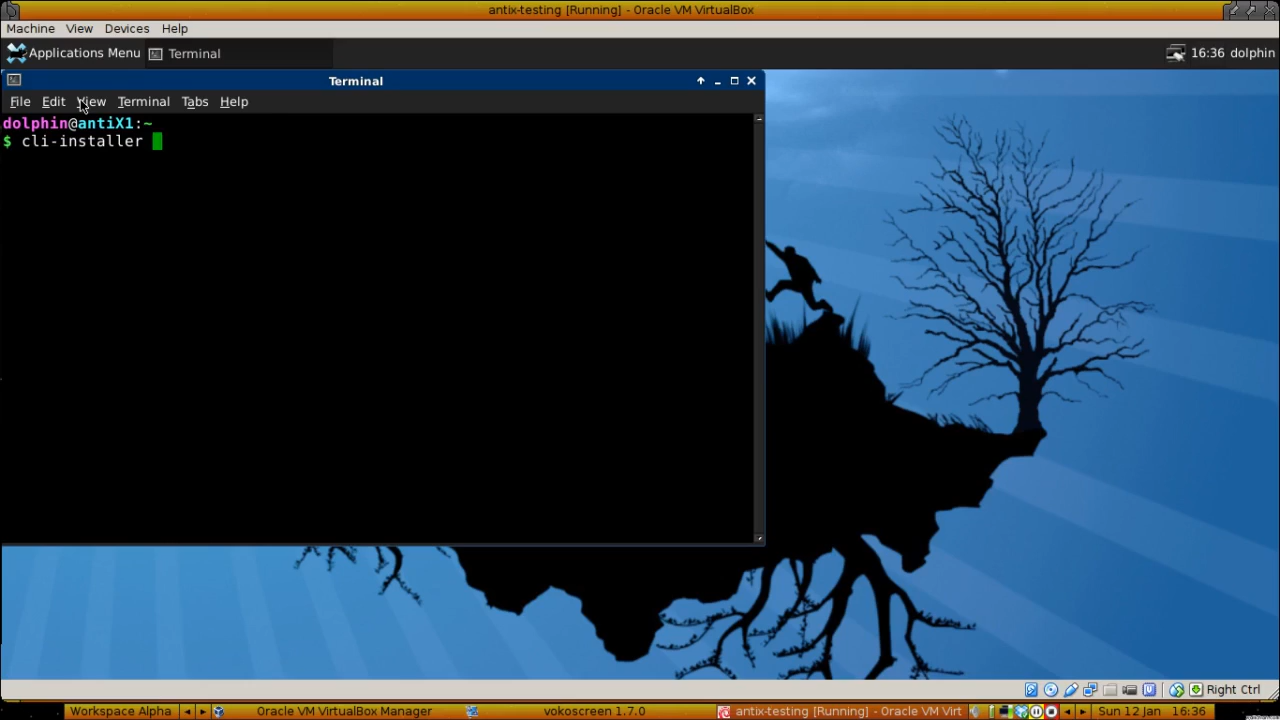 antix-testing [Running] - Oracle VM VirtualBox
Machine View Devices Help
Applications Menu Terminal 16:36 dolphin
Terminal
File Edit View Terminal Tabs Help
dolphin@antiX1:~
$ cli-installer
Right Ctrl
Workspace Alpha Oracle VM VirtualBox Manager vokoscreen 1.7.0 antix-testing [Running] - Oracle VM Virt Sun 12 Jan 16:36